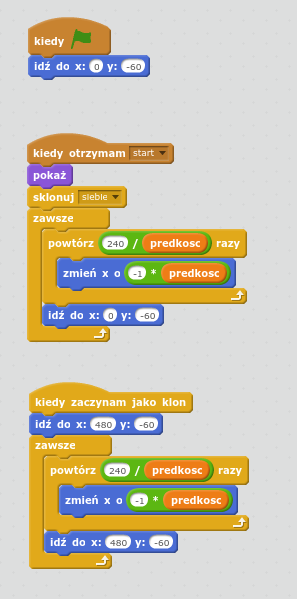 kiedy
idź do x: 0 y: -60
kiedy otrzymam start
pokaż
sklonuj siebie
zawsze
powtórz 240 / predkosc razy
zmień x o -1 * predkosc
idź do x: 0 y: -60
kiedy zaczynam jako klon
idź do x: 480 y: -60
zawsze
powtórz 240 / predkosc razy
zmień x o -1 * predkosc
idź do x: 480 y: -60